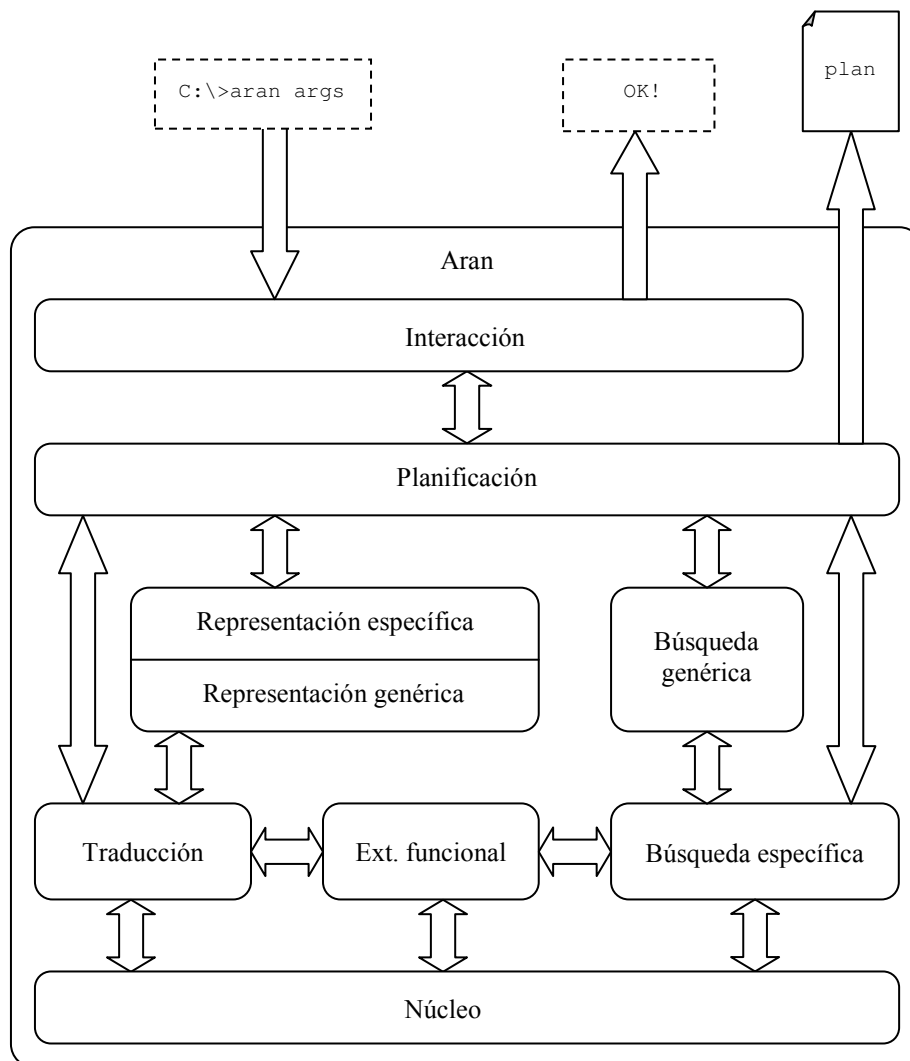 C:\>aran args
OK!
plan
Aran
Interacción
Planificación
Representación específica
Representación genérica
Búsqueda
genérica
Traducción
Ext. funcional
Búsqueda específica
Núcleo